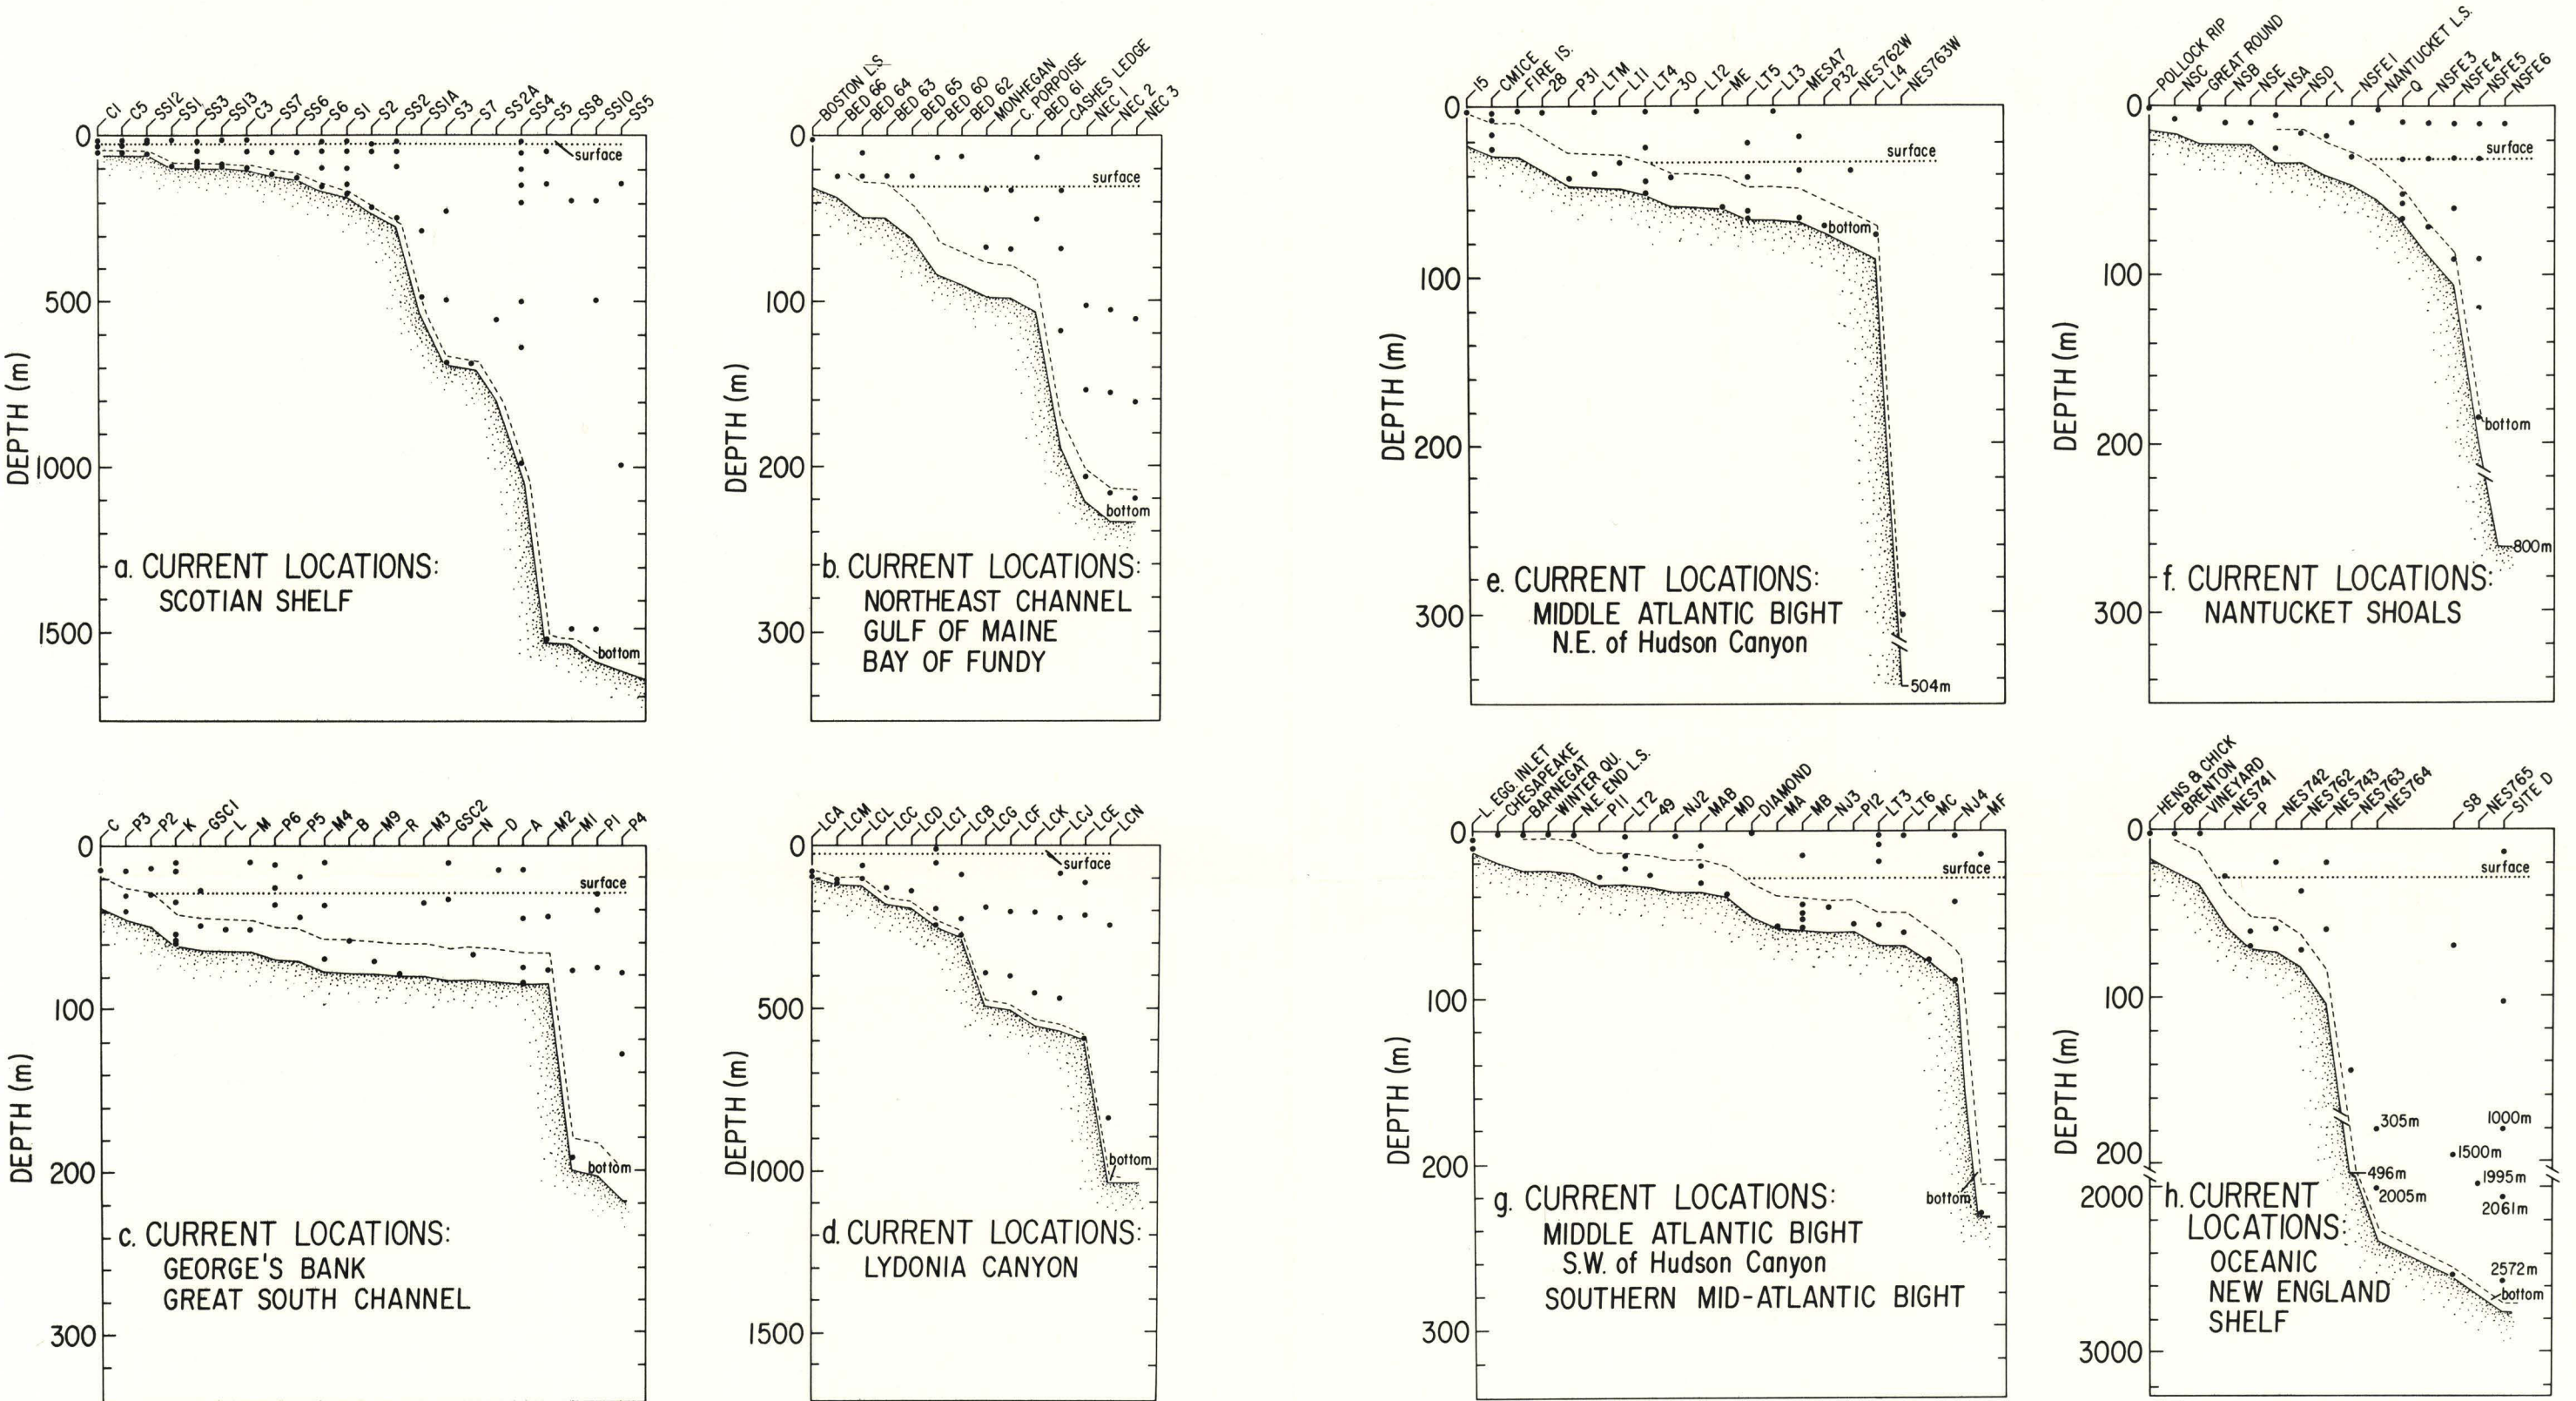 C1 C5 SS12 SS1 SS3 SS13 C3 SS7 SS6 S6 S1 S2 SS2 SS1A S3 S7 SS2A SS4 S5 SS8 SS10 SS5
0
surface
500
DEPTH (m)
1000
1500
bottom
a. CURRENT LOCATIONS:
SCOTIAN SHELF
BOSTON L.S. BED 66 BED 64 BED 63 BED 65 BED 60 BED 62 MONHEGAN C. PORPOISE BED 61 CASHES LEDGE NEC 1 NEC 2 NEC 3
0
surface
100
DEPTH (m)
200
bottom
300
b. CURRENT LOCATIONS:
NORTHEAST CHANNEL
GULF OF MAINE
BAY OF FUNDY
15 CMICE FIRE IS. 28 P31 LTM LI1 LT4 30 LI2 ME LT5 LI3 MESA7 P32 NES762W LI4 NES763W
0
surface
bottom
100
DEPTH (m)
200
300
504m
e. CURRENT LOCATIONS:
MIDDLE ATLANTIC BIGHT
N.E. of Hudson Canyon
POLLOCK RIP NSC GREAT ROUND NSB NSE NSA NSD I NSFE1 NANTUCKET L.S. Q NSFE3 NSFE4 NSFE5 NSFE6
0
surface
100
DEPTH (m)
bottom
200
800m
300
f. CURRENT LOCATIONS:
NANTUCKET SHOALS
C P3 P2 K GSC1 L M P6 P5 M4 B M9 R M3 GSC2 N D A M2 M1 P1 P4
0
surface
100
DEPTH (m)
200
bottom
300
c. CURRENT LOCATIONS:
GEORGE'S BANK
GREAT SOUTH CHANNEL
LCA LCM LCL LCC LCD LCI LCB LCG LCF LCK LCJ LCE LCN
0
surface
500
DEPTH (m)
1000
bottom
1500
d. CURRENT LOCATIONS:
LYDONIA CANYON
L. EGG INLET CHESAPEAKE BARNEGAT WINTER QU. N.E. END L.S. P11 LT2 49 NJ2 MAB MD DIAMOND MA MB NJ3 P12 LT3 LT6 MC NJ4 MF
0
surface
100
DEPTH (m)
200
bottom
300
g. CURRENT LOCATIONS:
MIDDLE ATLANTIC BIGHT
S.W. of Hudson Canyon
SOUTHERN MID-ATLANTIC BIGHT
HENS & CHICK BRENTON VINEYARD NES741 P NES742 NES762 NES743 NES763 NES764 S8 NES765 SITE D
0
surface
100
DEPTH (m)
305m
1000m
200
1500m
496m
1995m
2000
2005m
2061m
2572m
bottom
3000
h. CURRENT
LOCATIONS:
OCEANIC
NEW ENGLAND
SHELF